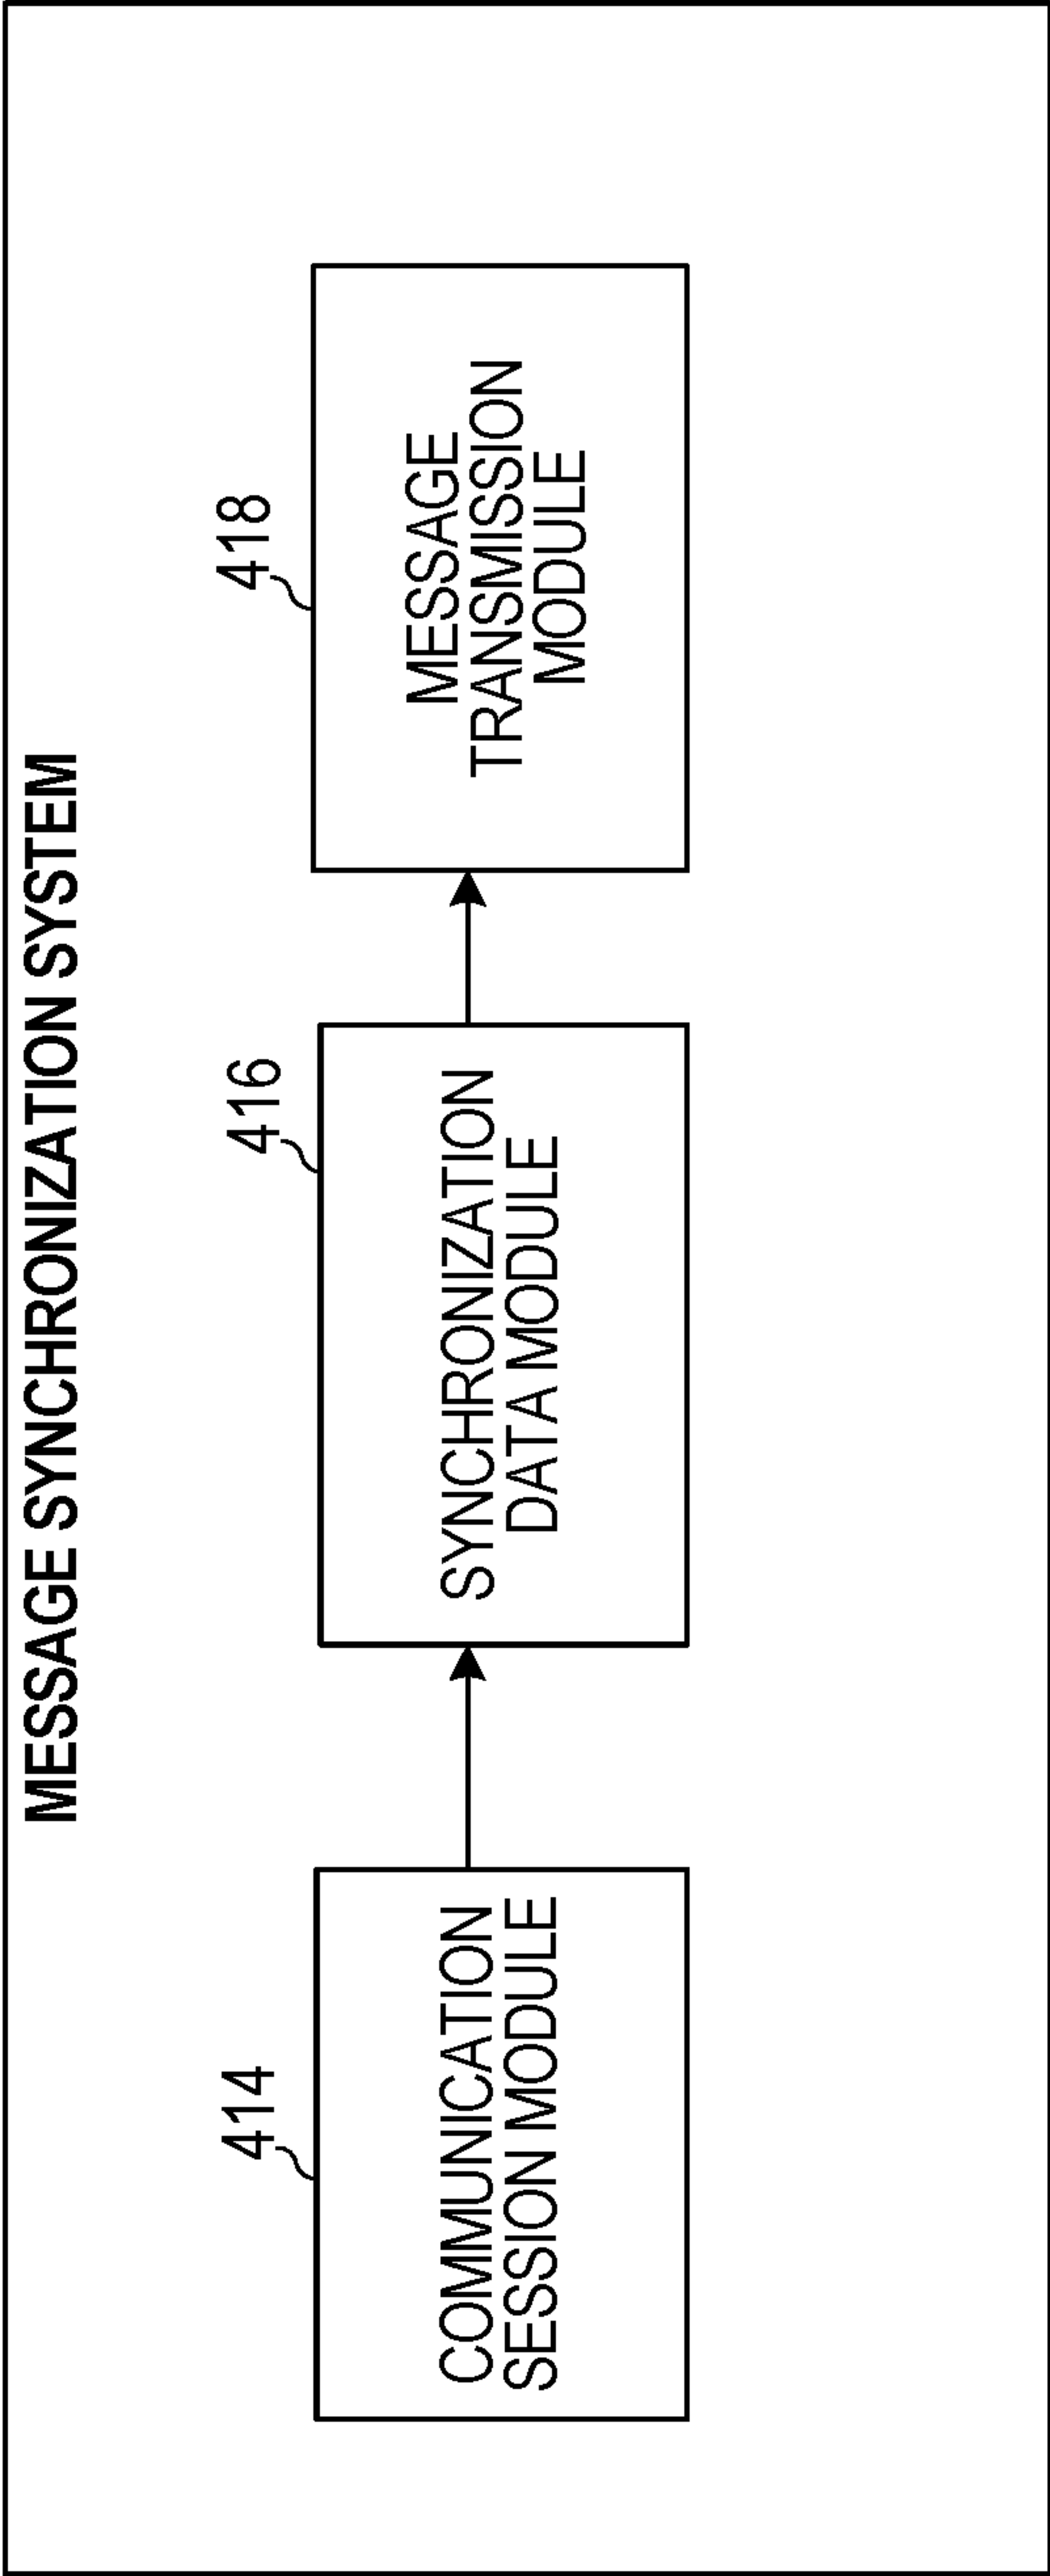 MESSAGE SYNCHRONIZATION SYSTEM
414
COMMUNICATION
SESSION MODULE
416
SYNCHRONIZATION
DATA MODULE
418
MESSAGE
TRANSMISSION
MODULE